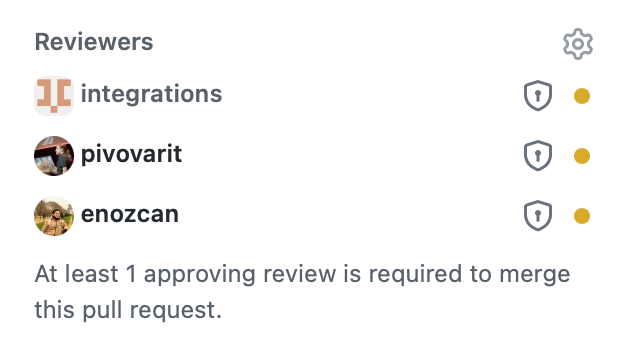 Reviewers
integrations
pivovarit
enozcan
At least 1 approving review is required to merge
this pull request.